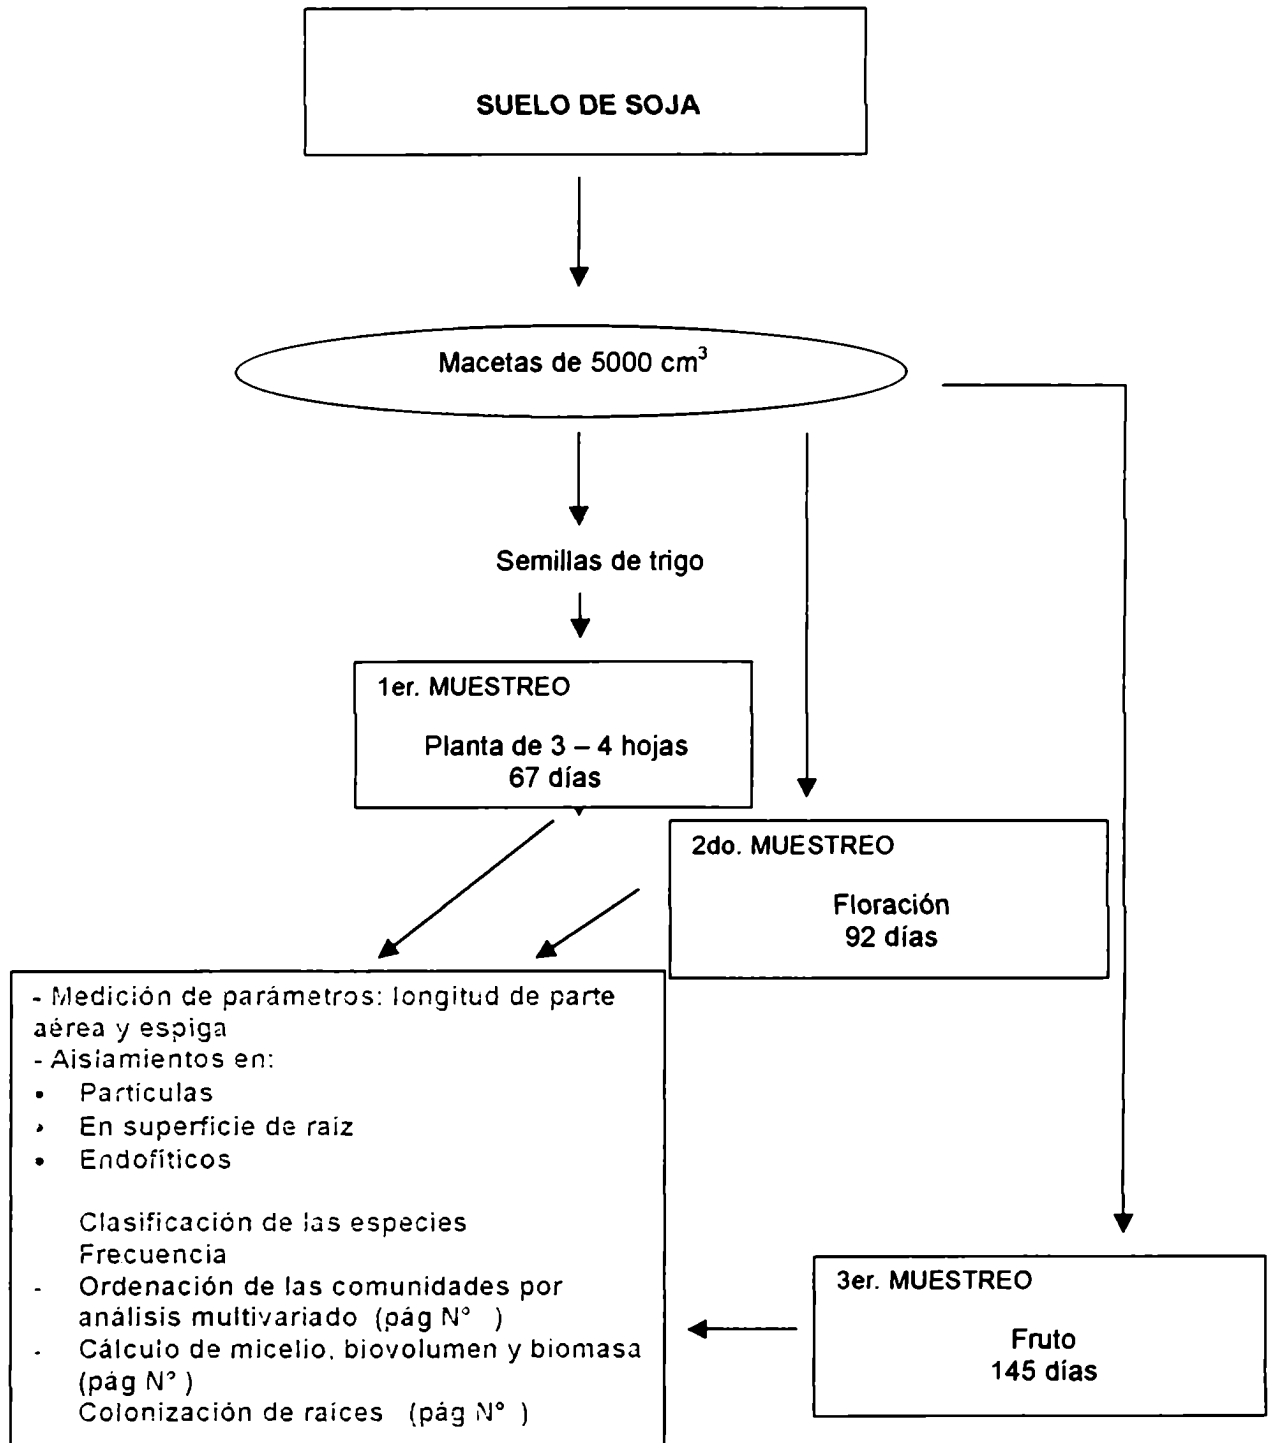 SUELO DE SOJA
Macetas de 5000 cm³
Semillas de trigo
1er. MUESTREO
Planta de 3 – 4 hojas
67 días
2do. MUESTREO
Floración
92 días
- Medición de parámetros: longitud de parte
aérea y espiga
- Aislamientos en:
• Partículas
• En superficie de raíz
• Endofíticos
Clasificación de las especies
Frecuencia
- Ordenación de las comunidades por
análisis multivariado (pág N° )
- Cálculo de micelio, biovolumen y biomasa
(pág N° )
Colonización de raíces (pág N° )
3er. MUESTREO
Fruto
145 días